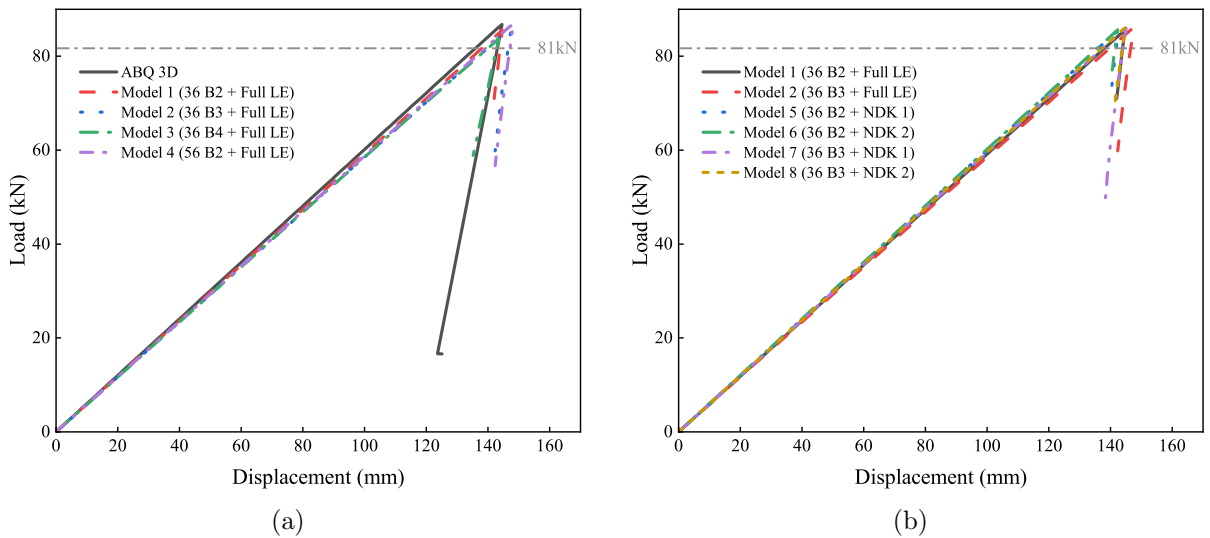 80
60
40
20
0
Load (kN)
81kN
ABQ 3D
Model 1 (36 B2 + Full LE)
Model 2 (36 B3 + Full LE)
Model 3 (36 B4 + Full LE)
Model 4 (56 B2 + Full LE)
0 20 40 60 80 100 120 140 160
Displacement (mm)
(a)
80
60
40
20
0
Load (kN)
81kN
Model 1 (36 B2 + Full LE)
Model 2 (36 B3 + Full LE)
Model 5 (36 B2 + NDK 1)
Model 6 (36 B2 + NDK 2)
Model 7 (36 B3 + NDK 1)
Model 8 (36 B3 + NDK 2)
0 20 40 60 80 100 120 140 160
Displacement (mm)
(b)